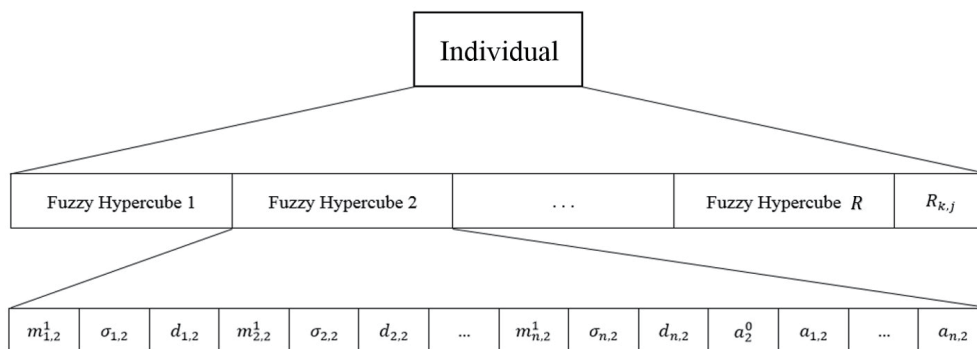 Individual
Fuzzy Hypercube 1 Fuzzy Hypercube 2 . . . Fuzzy Hypercube R R_{k,j}
m^1_{1,2} σ_{1,2} d_{1,2} m^1_{2,2} σ_{2,2} d_{2,2} ... m^1_{n,2} σ_{n,2} d_{n,2} a^0_2 a_{1,2} ... a_{n,2}